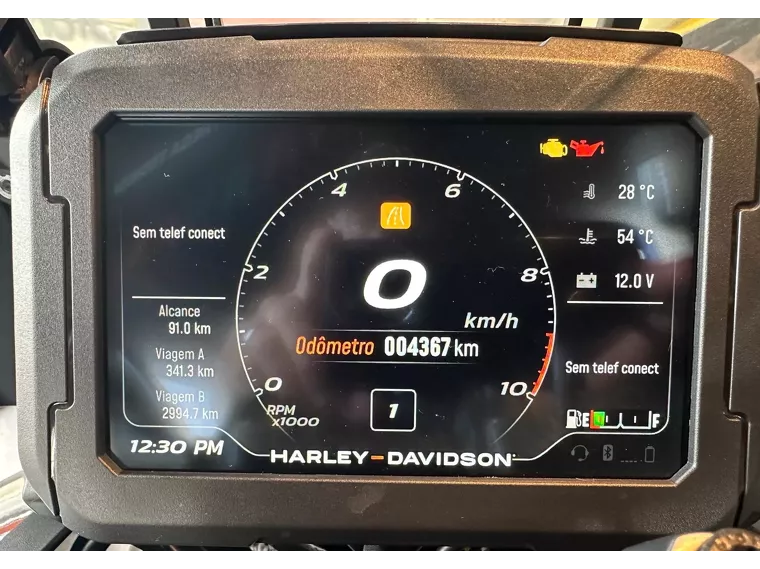 4 6
28 °C
Sem telef conect
54 °C
2 0 8
12.0 V
Alcance
91.0 km
km/h
Odômetro 004367 km
Viagem A
341.3 km
Sem telef conect
Viagem B
2994.7 km
0 10
1
RPM
x1000
E F
12:30 PM
HARLEY-DAVIDSON